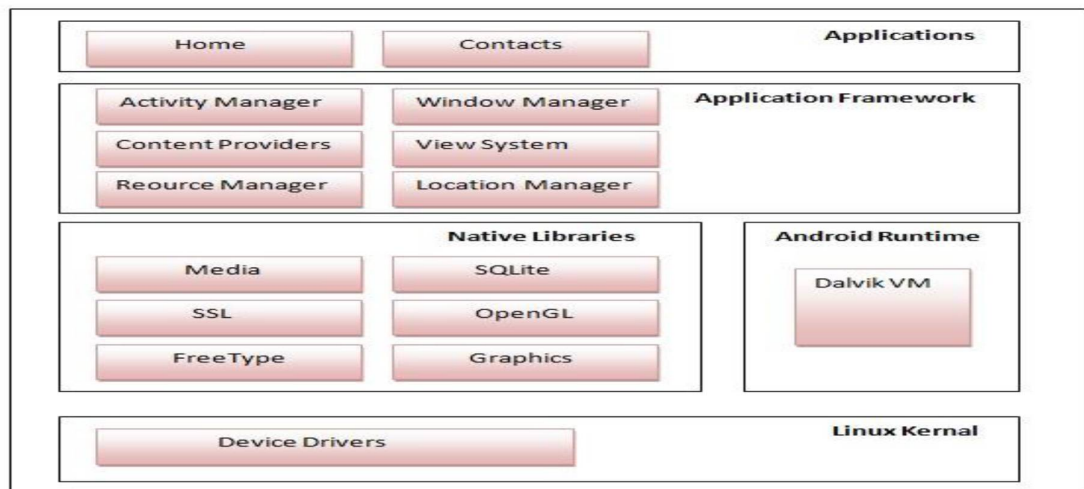 Applications
Home
Contacts
Application Framework
Activity Manager
Window Manager
Content Providers
View System
Reource Manager
Location Manager
Native Libraries
Media
SQLite
SSL
OpenGL
FreeType
Graphics
Android Runtime
Dalvik VM
Linux Kernal
Device Drivers